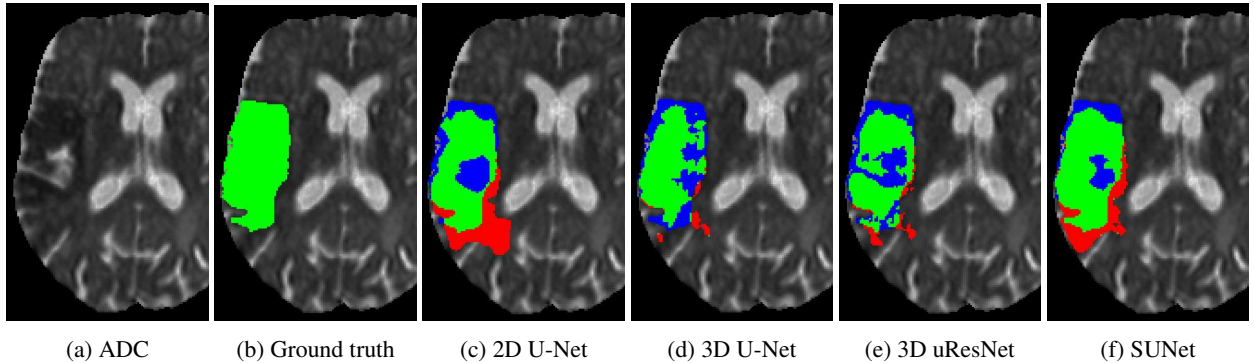 (a) ADC
(b) Ground truth
(c) 2D U-Net
(d) 3D U-Net
(e) 3D uResNet
(f) SUNet